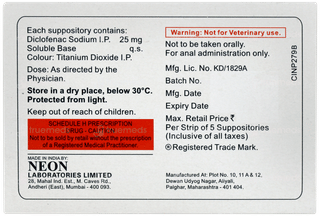 Each suppository contains:
Diclofenac Sodium I.P. 25 mg
Soluble Base q.s.
Colour: Titanium Dioxide I.P.
Dose: As directed by the
Physician.
Store in a dry place, below 30°C.
Protected from light.
Keep out of reach of children.
SCHEDULE H PRESCRIPTION
DRUG - CAUTION
Not to be sold by retail without the prescription
of a Registered Medical Practitioner.
MADE IN INDIA BY:
NEON
LABORATORIES LIMITED
28, Mahal Ind. Est., M. Caves Rd.,
Andheri (East), Mumbai - 400 093.
Warning: Not for Veterinary use.
Not to be taken orally.
For anal administration only.
Mfg. Lic. No. KD/1829A
Batch No.
Mfg. Date
Expiry Date
Max. Retail Price ₹
Per Strip of 5 Suppositories
(Inclusive of all taxes)
®Registered Trace Mark.
Manufactured At: Plot No. 10, 11 A & 12.
Dewan Udyog Nagar, Aliyali,
Palghar, Maharashtra - 401 404.
CINP279B